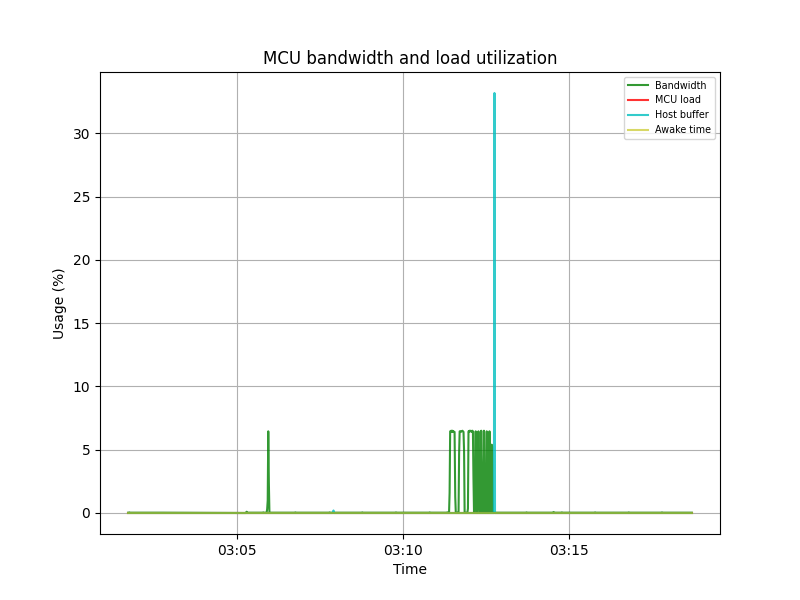 MCU bandwidth and load utilization
Bandwidth
MCU load
Host buffer
Awake time
30
25
20
15
10
5
0
Usage (%)
03:05 03:10 03:15
Time